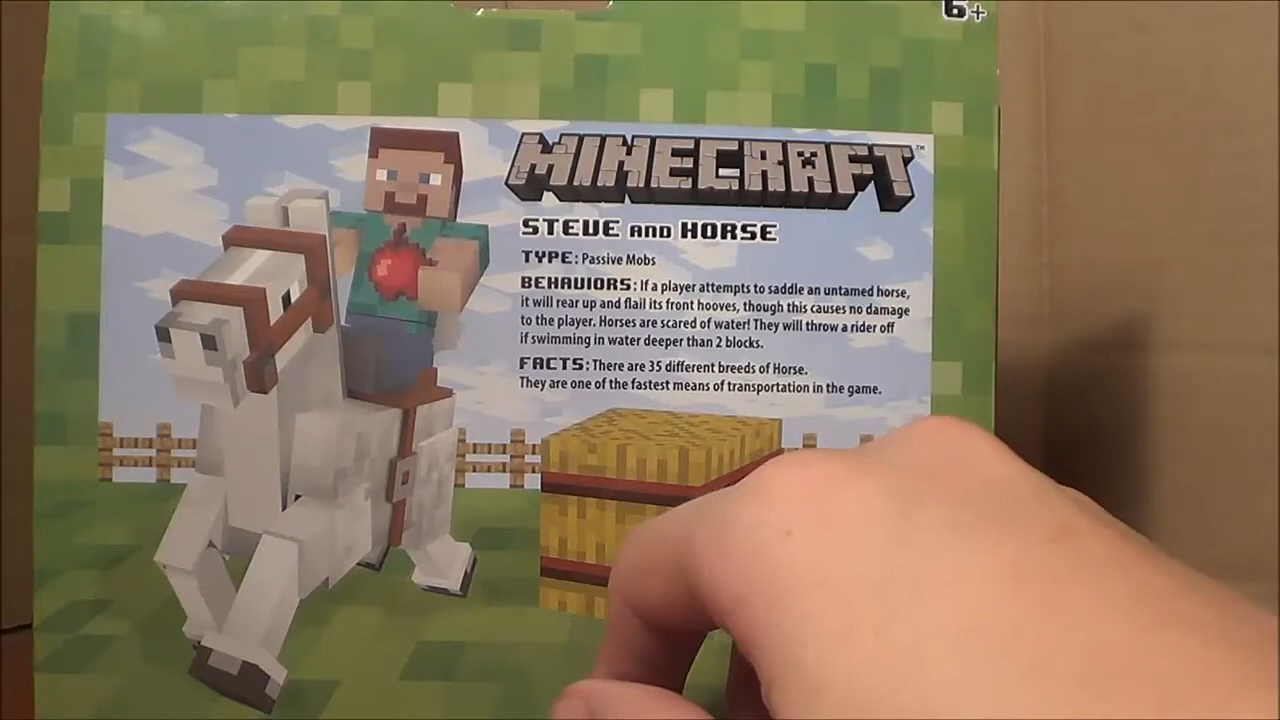 6+
MINECRAFT™
STEVE AND HORSE
TYPE: Passive Mobs
BEHAVIORS: If a player attempts to saddle an untamed horse,
it will rear up and flail its front hooves, though this causes no damage
to the player. Horses are scared of water! They will throw a rider off
if swimming in water deeper than 2 blocks.
FACTS: There are 35 different breeds of Horse.
They are one of the fastest means of transportation in the game.